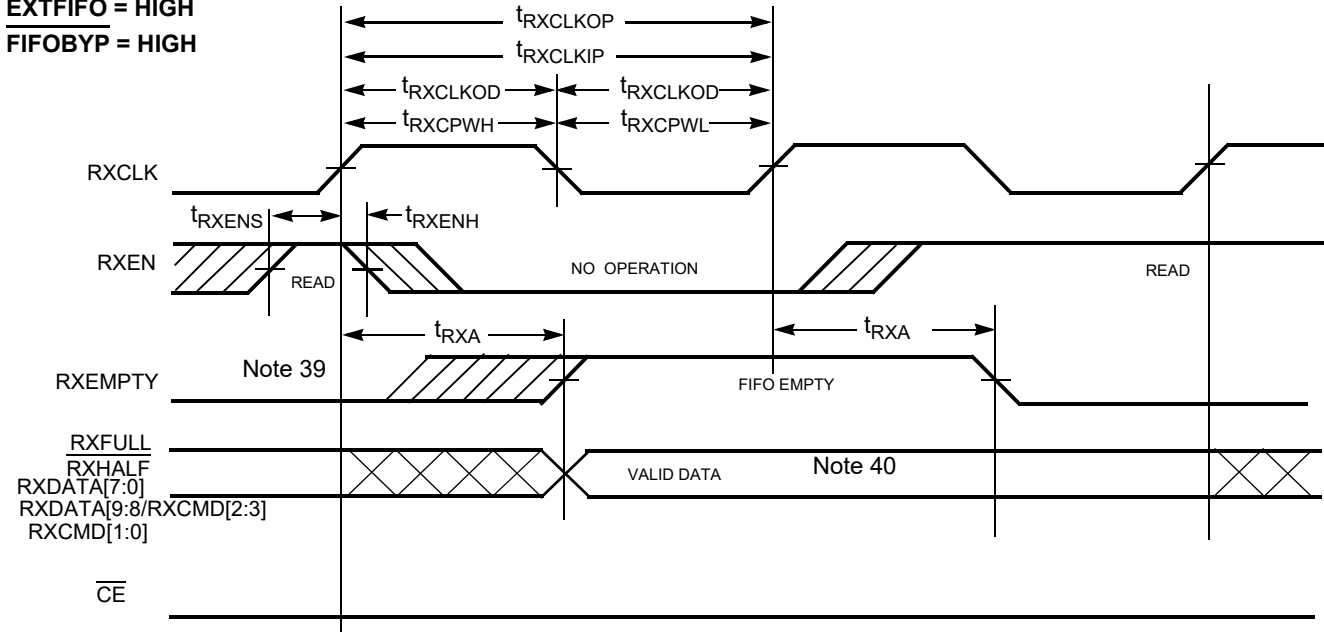 EXTFIFO = HIGH
FIFOBYP = HIGH
tRXCLKOP
tRXCLKIP
tRXCLKOD tRXCLKOD
tRXCPWH tRXCPWL
RXCLK
tRXENS tRXENH
RXEN READ NO OPERATION READ
tRXA tRXA
RXEMPTY Note 39 FIFO EMPTY
RXFULL
RXHALF
RXDATA[7:0]
RXDATA[9:8/RXCMD[2:3]
RXCMD[1:0]
VALID DATA Note 40
CE